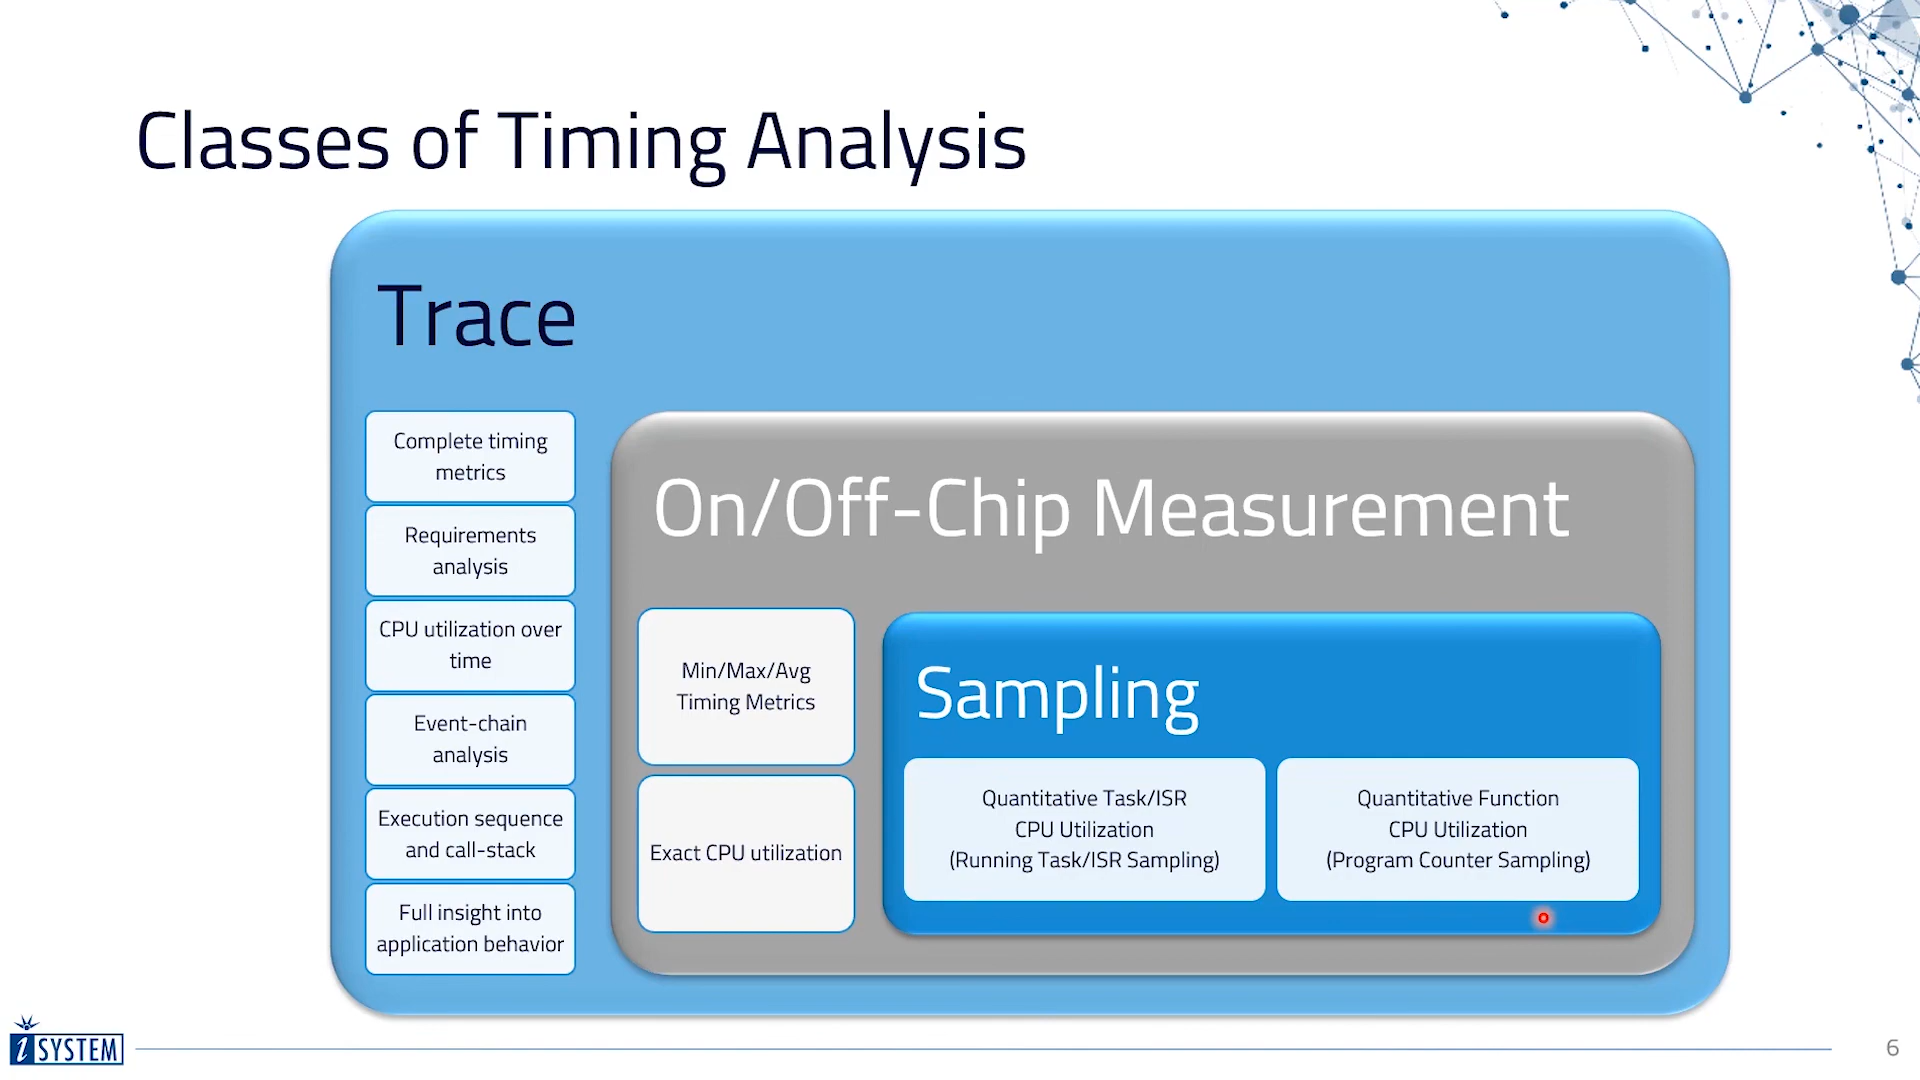 Classes of Timing Analysis
Trace
Complete timing
metrics
Requirements
analysis
CPU utilization over
time
Event-chain
analysis
Execution sequence
and call-stack
Full insight into
application behavior
On/Off-Chip Measurement
Min/Max/Avg
Timing Metrics
Exact CPU utilization
Sampling
Quantitative Task/ISR
CPU Utilization
(Running Task/ISR Sampling)
Quantitative Function
CPU Utilization
(Program Counter Sampling)
iSYSTEM
6